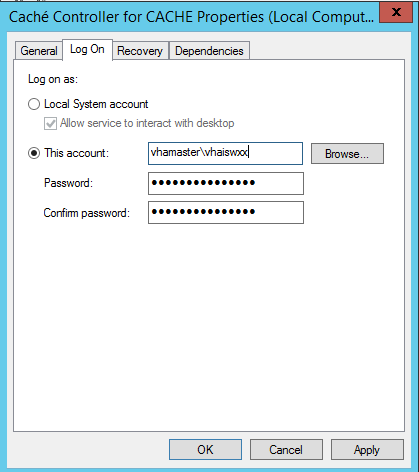 Caché Controller for CACHE Properties (Local Comput...
General Log On Recovery Dependencies
Log on as:
Local System account
Allow service to interact with desktop
This account: vhamaster\vhaiswxx Browse...
Password: ●●●●●●●●●●●●●●●
Confirm password: ●●●●●●●●●●●●●●●
OK Cancel Apply